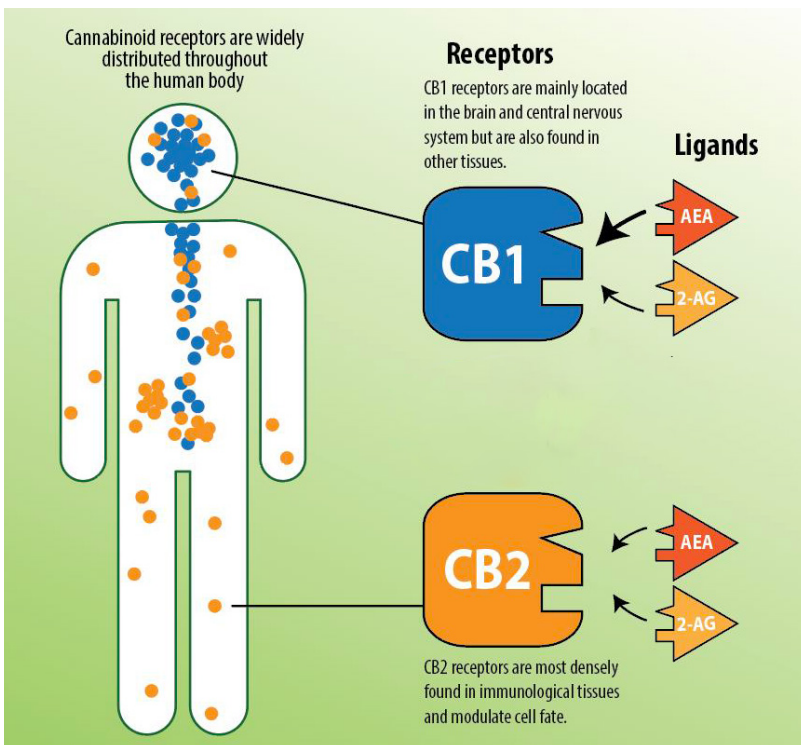 Cannabinoid receptors are widely
distributed throughout
the human body
Receptors
CB1 receptors are mainly located
in the brain and central nervous
system but are also found in
other tissues.
Ligands
CB1
AEA
2-AG
CB2
AEA
2-AG
CB2 receptors are most densely
found in immunological tissues
and modulate cell fate.